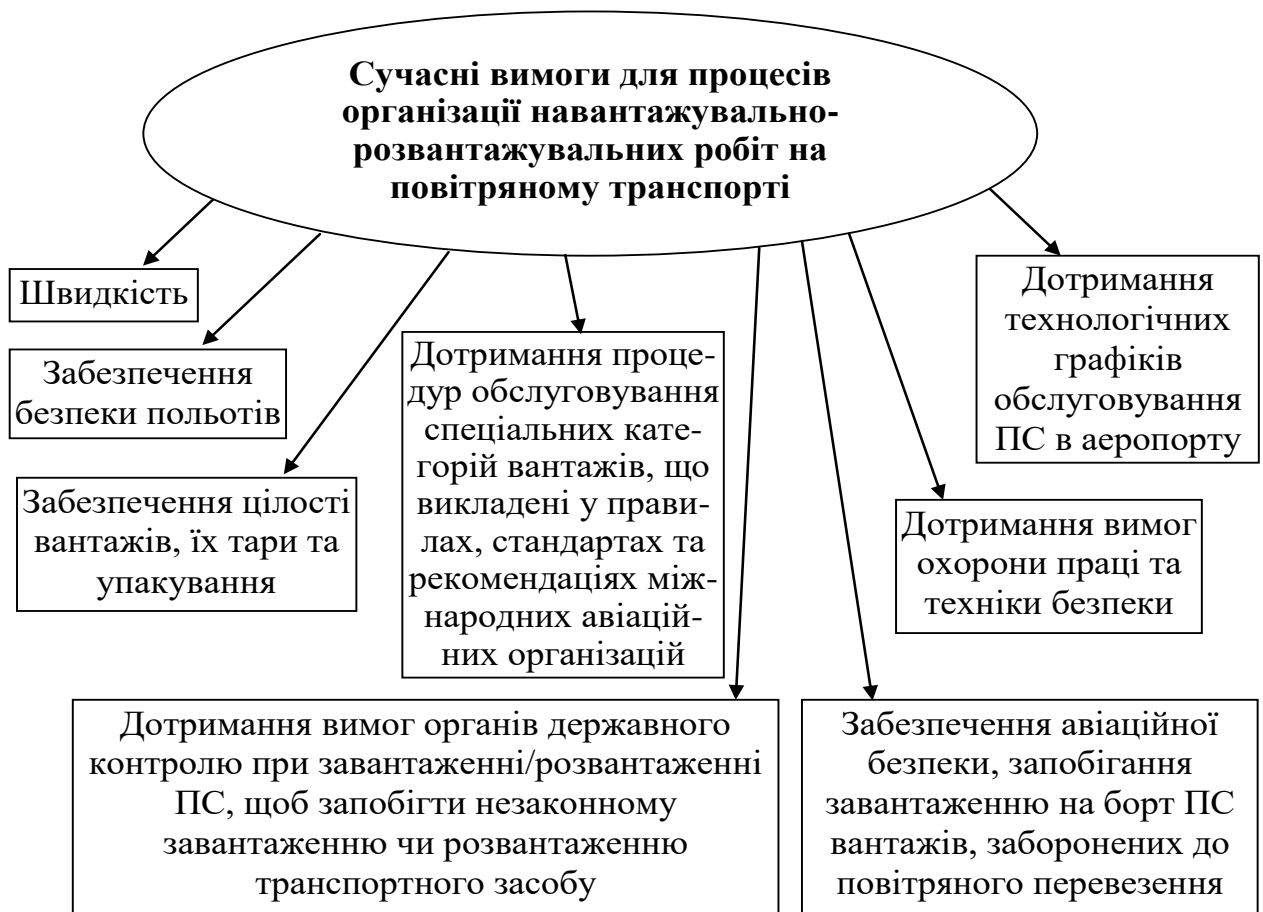 Сучасні вимоги для процесів
організації навантажувально-
розвантажувальних робіт на
повітряному транспорті
Швидкість
Забезпечення
безпеки польотів
Забезпечення цілості
вантажів, їх тари та
упакування
Дотримання проце-
дур обслуговування
спеціальних кате-
горій вантажів, що
викладені у прави-
лах, стандартах та
рекомендаціях між-
народних авіацій-
них організацій
Дотримання вимог органів державного
контролю при завантаженні/розвантаженні
ПС, щоб запобігти незаконному
завантаженню чи розвантаженню
транспортного засобу
Забезпечення авіаційної
безпеки, запобігання
завантаженню на борт ПС
вантажів, заборонених до
повітряного перевезення
Дотримання вимог
охорони праці та
техніки безпеки
Дотримання
технологічних
графіків
обслуговування
ПС в аеропорту